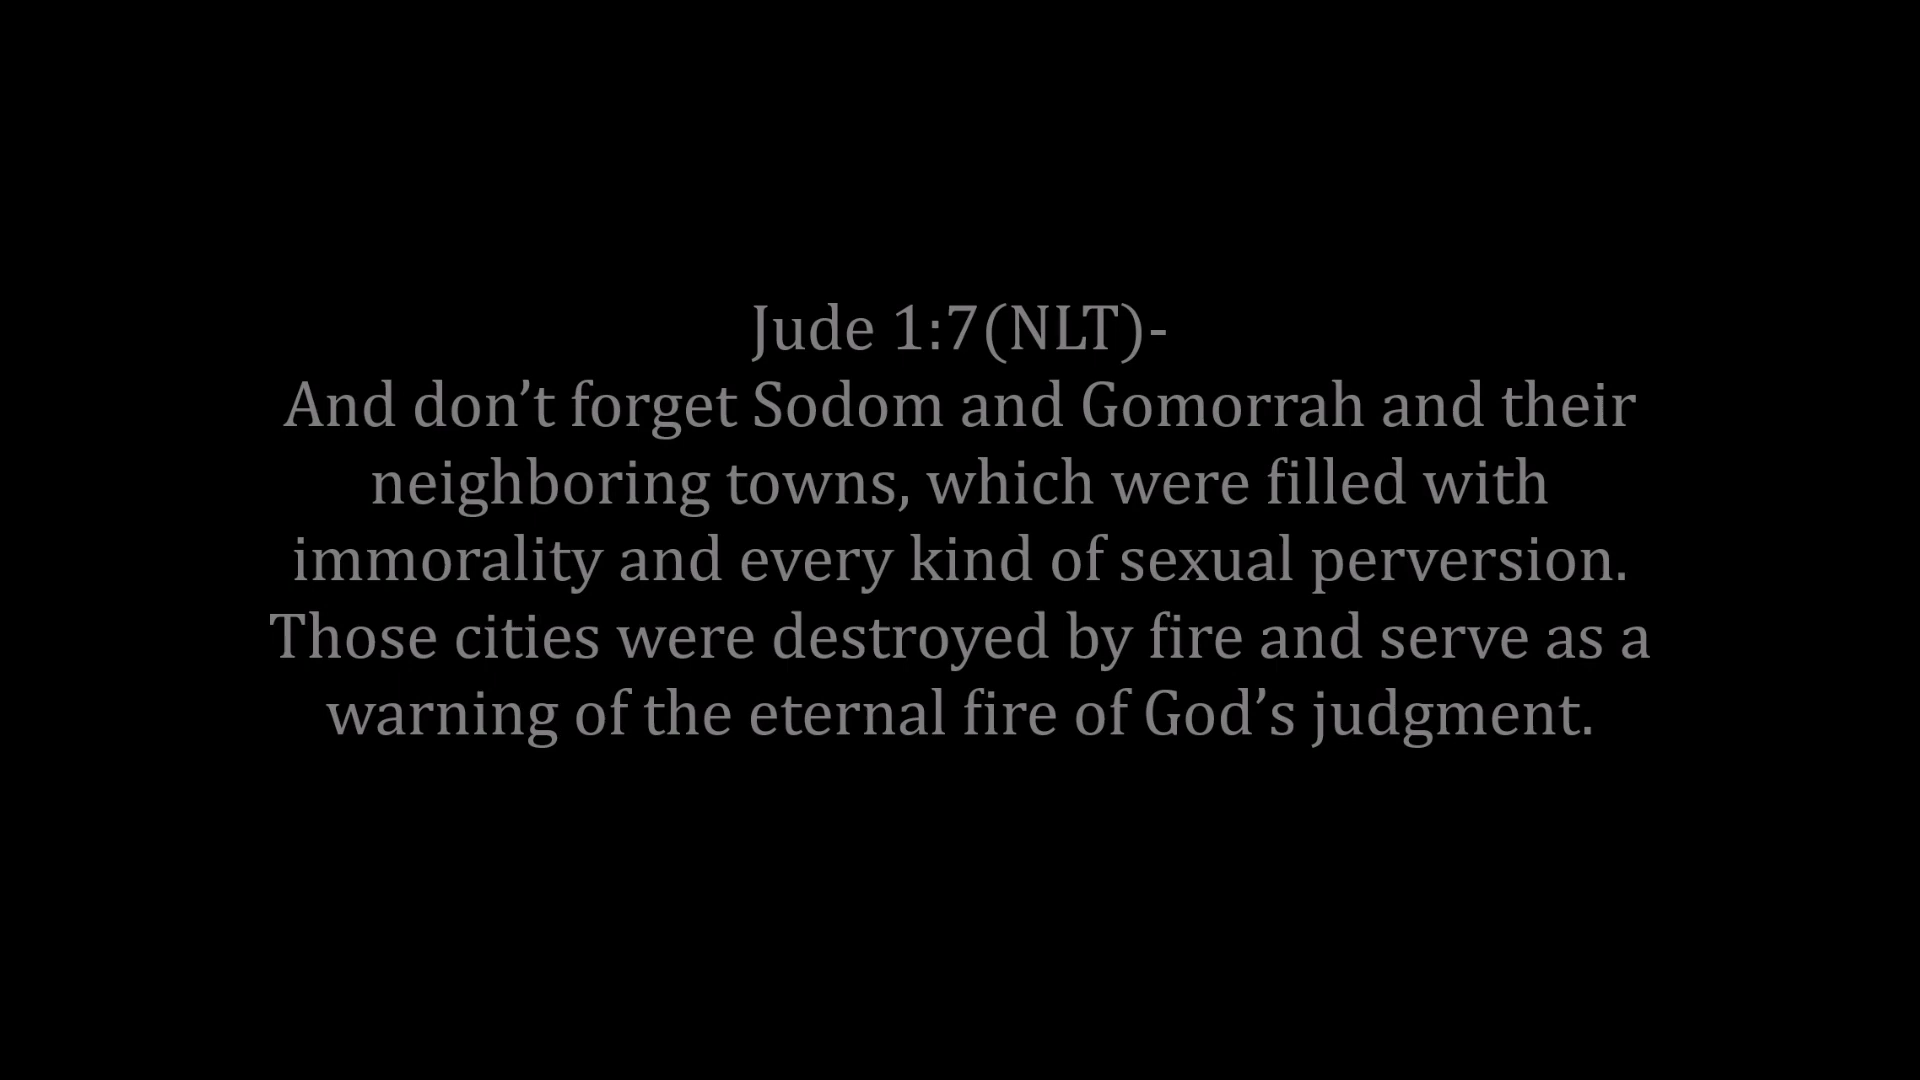 Jude 1:7(NLT)-
And don’t forget Sodom and Gomorrah and their
neighboring towns, which were filled with
immorality and every kind of sexual perversion.
Those cities were destroyed by fire and serve as a
warning of the eternal fire of God’s judgment.